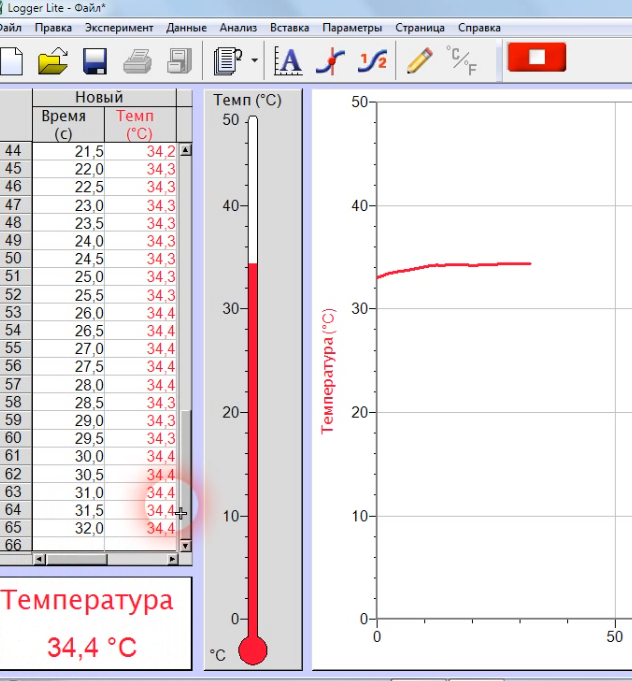 Logger Lite - Файл*
Файл Правка Эксперимент Данные Анализ Вставка Параметры Страница Справка
A 1/2 °C/°F
Новый
Время Темп
(с) (°C)
44 21,5 34,2
45 22,0 34,3
46 22,5 34,3
47 23,0 34,3
48 23,5 34,3
49 24,0 34,3
50 24,5 34,3
51 25,0 34,3
52 25,5 34,3
53 26,0 34,4
54 26,5 34,4
55 27,0 34,4
56 27,5 34,4
57 28,0 34,4
58 28,5 34,3
59 29,0 34,3
60 29,5 34,3
61 30,0 34,4
62 30,5 34,4
63 31,0 34,4
64 31,5 34,4
65 32,0 34,4
66
Температура
34,4 °C
Темп (°C)
50
40
30
20
10
0
°C
Температура (°C)
50
40
30
20
10
0
0 50